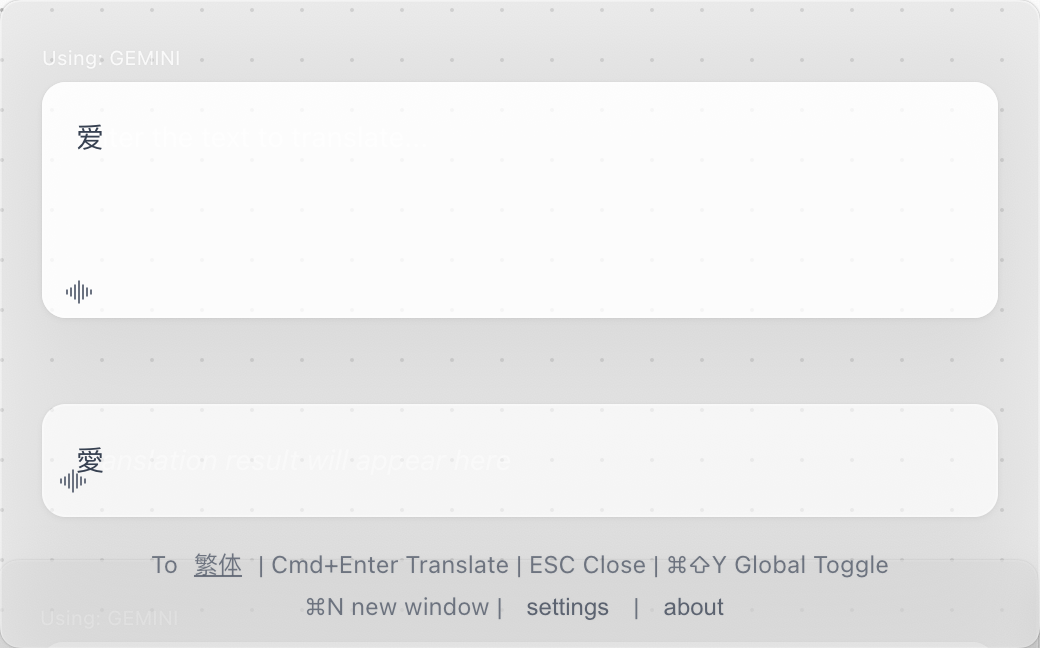 Using: GEMINI
爱 Enter the text to translate
愛 Translation result will appear here
To 繁体 | Cmd+Enter Translate | ESC Close | ⌘⇧Y Global Toggle
⌘N new window | settings | about
Using: GEMINI